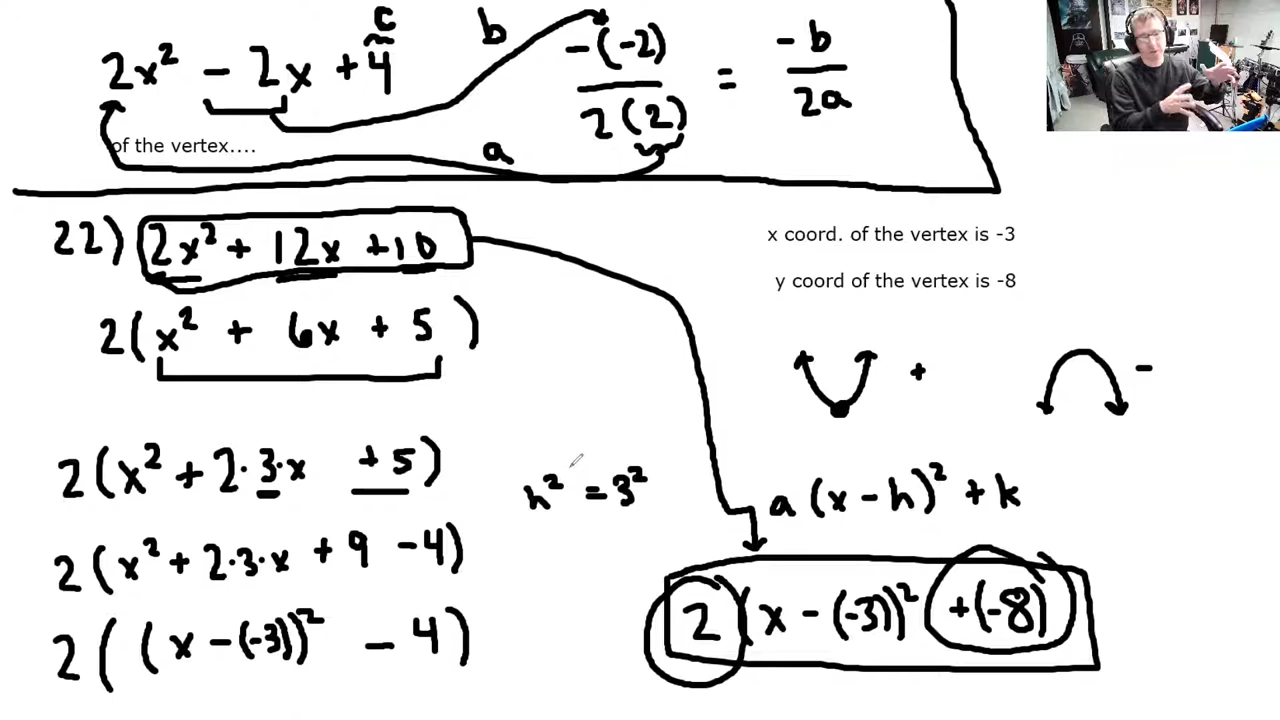 c
2x² - 2x + 4
b
-(-2) / 2(2) = -b / 2a
of the vertex....
a
22) 2x² + 12x + 10
2(x² + 6x + 5)
2(x² + 2·3·x + 5)
h² = 3²
2(x² + 2·3·x + 9 - 4)
2((x - (-3))² - 4)
x coord. of the vertex is -3
y coord of the vertex is -8
+
-
a(x - h)² + k
2(x - (-3))² + (-8)